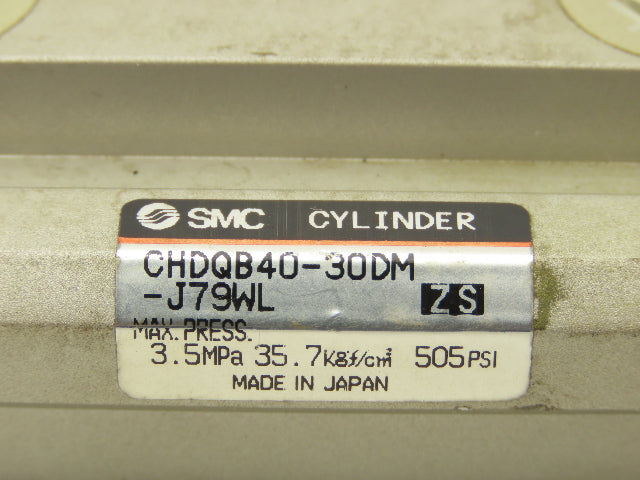 SMC CYLINDER
CHDQB40-30DM
-J79WL ZS
MAX.PRESS.
3.5MPa 35.7Kgf/cm² 505PSI
MADE IN JAPAN